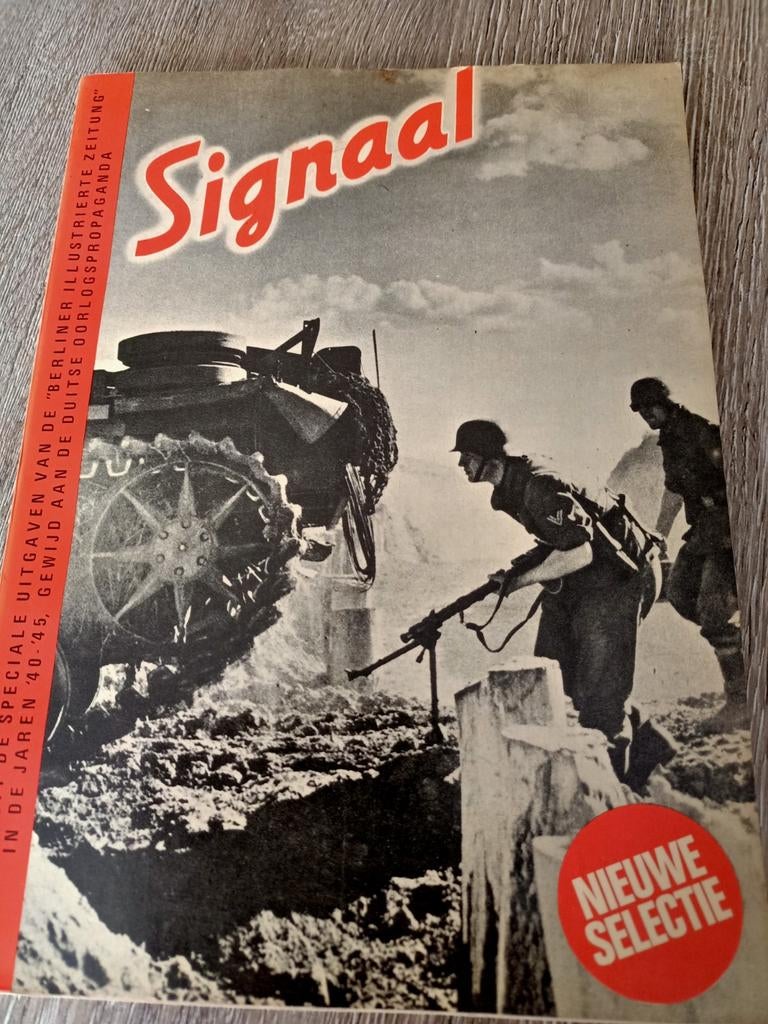 Signaal
DE SPECIALE UITGAVEN VAN DE "BERLINER ILLUSTRIERTE ZEITUNG"
IN DE JAREN '40-'45, GEWIJD AAN DE DUITSE OORLOGSPROPAGANDA
NIEUWE
SELECTIE